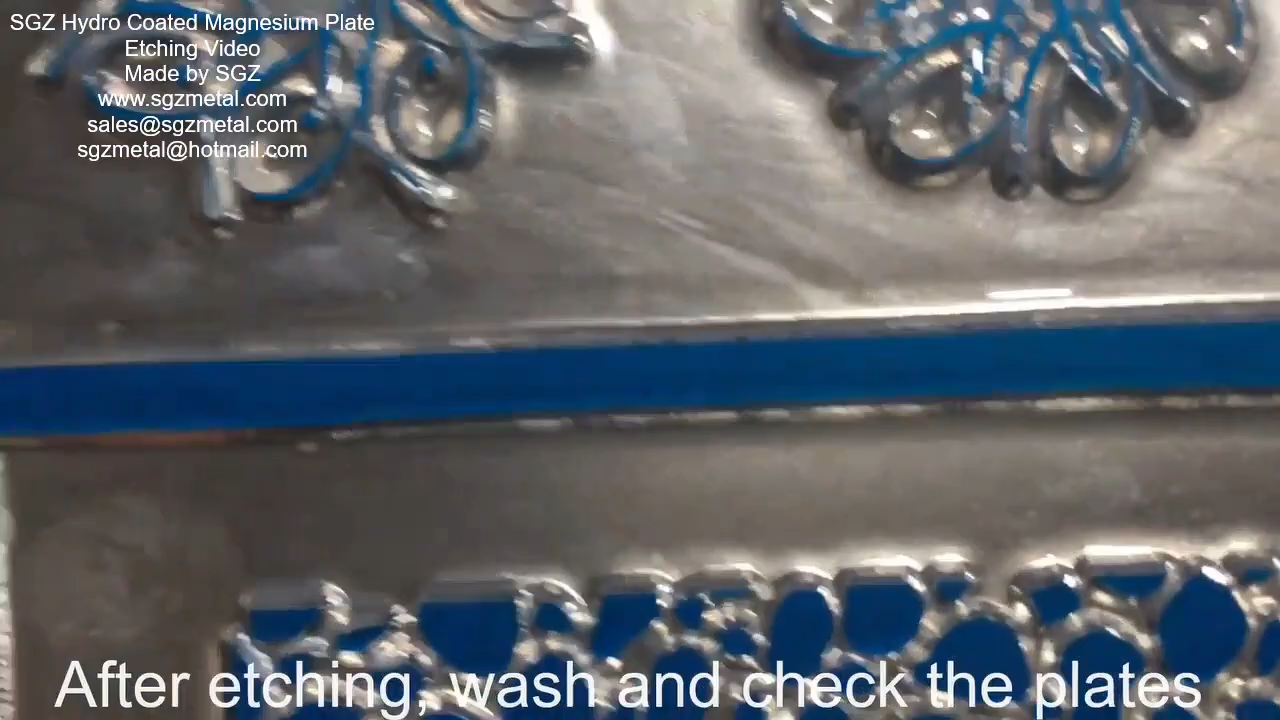 SGZ Hydro Coated Magnesium Plate
Etching Video
Made by SGZ
www.sgzmetal.com
sales@sgzmetal.com
sgzmetal@hotmail.com
After etching, wash and check the plates